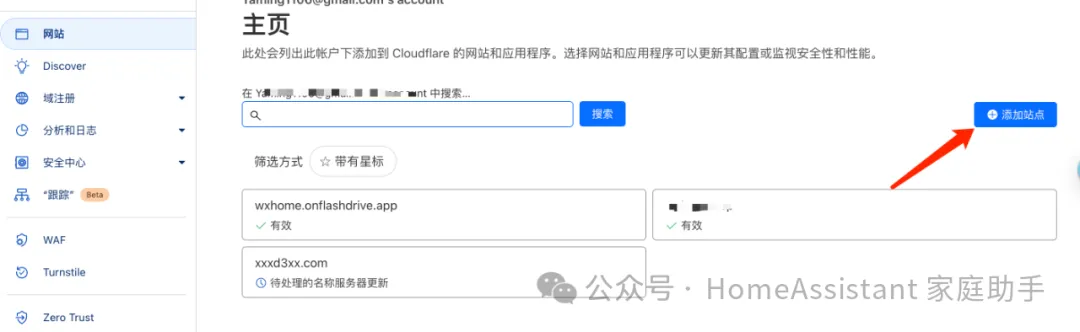 网站
Discover
域注册
分析和日志
安全中心
“跟踪” Beta
WAF
Turnstile
Zero Trust
account
主页
此处会列出此帐户下添加到 Cloudflare 的网站和应用程序。选择网站和应用程序可以更新其配置或监视安全性和性能。
中搜索...
搜索
添加站点
筛选方式
带有星标
wxhome.onflashdrive.app
有效
有效
xxxd3xx.com
待处理的名称服务器更新
公众号 · HomeAssistant 家庭助手